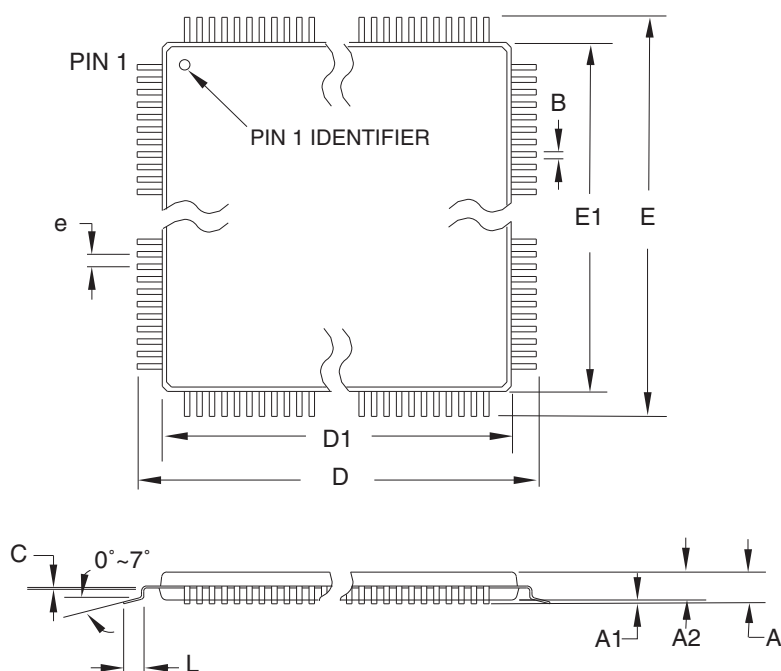 PIN 1
B
PIN 1 IDENTIFIER
e
E1
E
D1
D
C
0°~7°
A1
A2
A
L